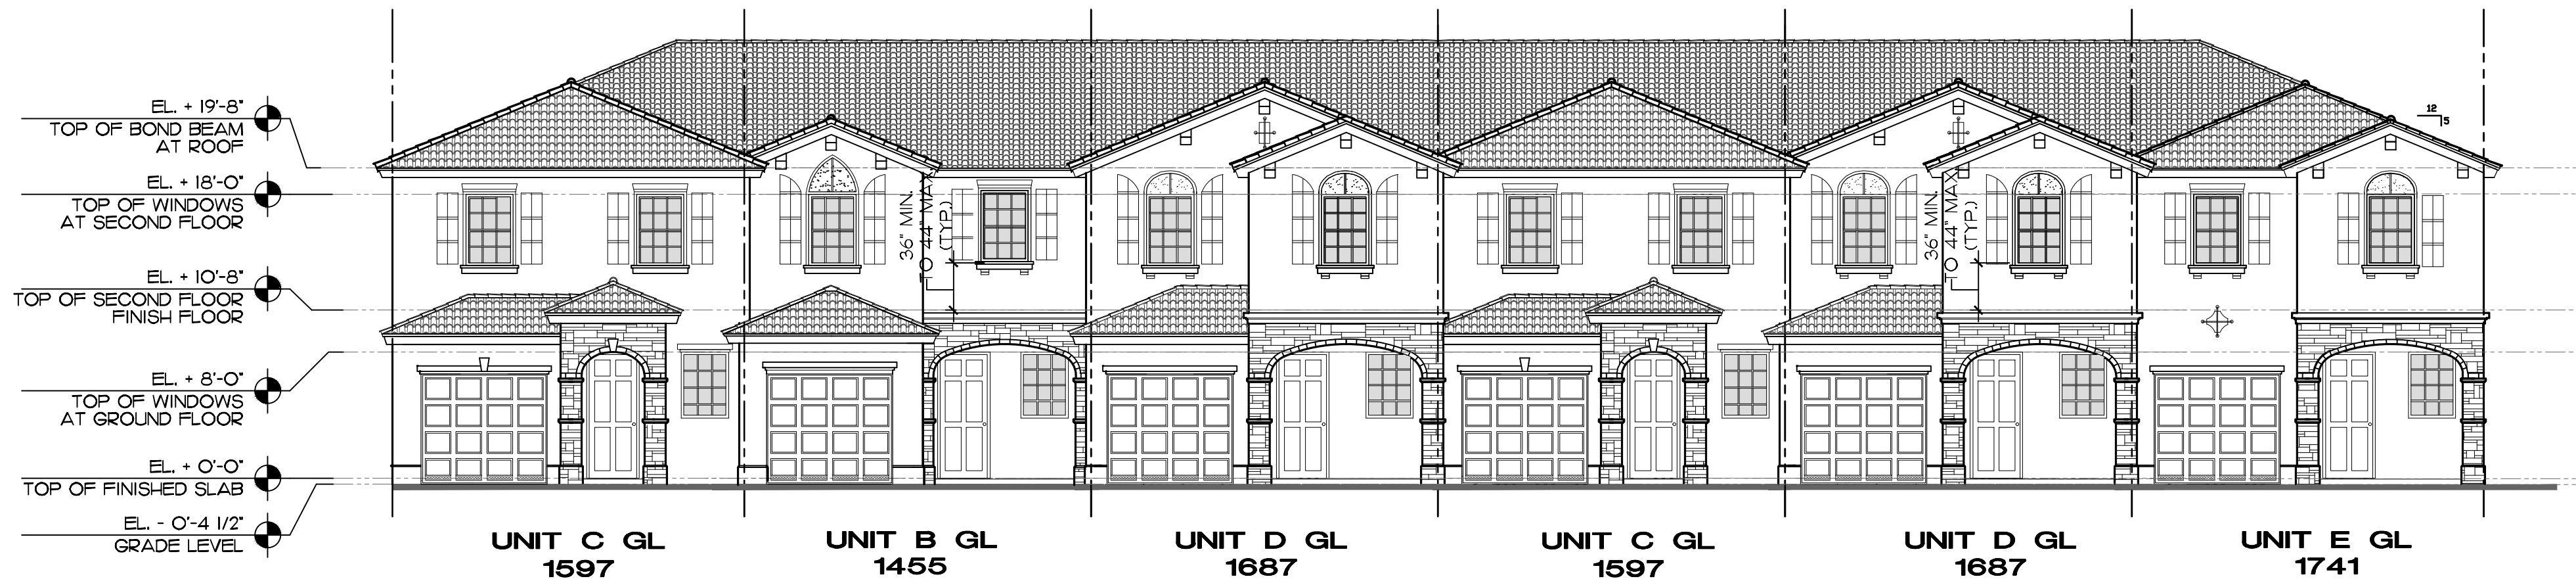 EL. + 19'-8"
TOP OF BOND BEAM
AT ROOF
EL. + 18'-0"
TOP OF WINDOWS
AT SECOND FLOOR
EL. + 10'-8"
TOP OF SECOND FLOOR
FINISH FLOOR
EL. + 8'-0"
TOP OF WINDOWS
AT GROUND FLOOR
EL. + 0'-0"
TOP OF FINISHED SLAB
EL. - 0'-4 1/2"
GRADE LEVEL
36" MIN.
TO 44" MAX
(TYP.)
36" MIN.
TO 44" MAX
(TYP.)
12
5
UNIT C GL
1597
UNIT B GL
1455
UNIT D GL
1687
UNIT C GL
1597
UNIT D GL
1687
UNIT E GL
1741